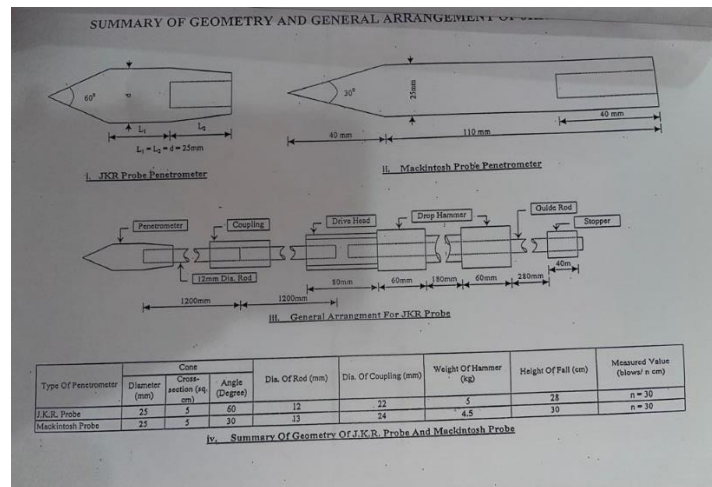 SUMMARY OF GEOMETRY AND GENERAL ARRANGEMENT OF
60⁰
d
L₁
L₂
L₁ = L₂ = d = 25mm
i. JKR Probe Penetrometer
30⁰
25mm
40 mm
40 mm
110 mm
ii. Mackintosh Probe Penetrometer
Penetrometer
Coupling
Drive Head
Drop Hammer
Guide Rod
Stopper
12mm Dia. Rod
80mm
60mm
180mm
60mm
280mm
40m
1200mm
1200mm
iii. General Arrangment For JKR Probe
Type Of Penetrometer
Cone
Diameter (mm)
Cross-section (sq. cm)
Angle (Degree)
Dia. Of Rod (mm)
Dia. Of Coupling (mm)
Weight Of Hammer (kg)
Height Of Fall (cm)
Measured Value (blows/ n cm)
J.K.R. Probe 25 5 60 12 22 5 28 n = 30
Mackintosh Probe 25 5 30 13 24 4.5 30 n = 30
iv. Summary Of Geometry Of J.K.R. Probe And Mackintosh Probe